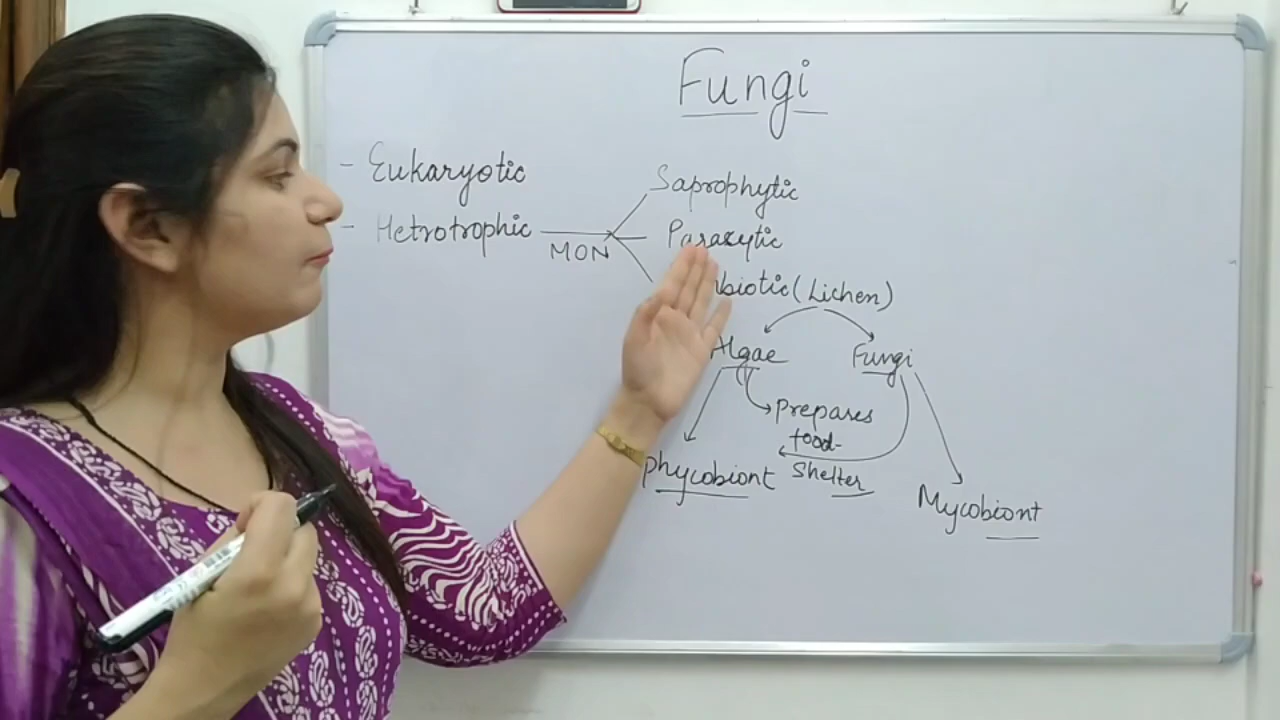 Fungi
- Eukaryotic
- Hetrotrophic
MON
Saprophytic
Parasytic
biotic (Lichen)
Algae
Fungi
Prepares
food
Shelter
phycobiont
Mycobiont